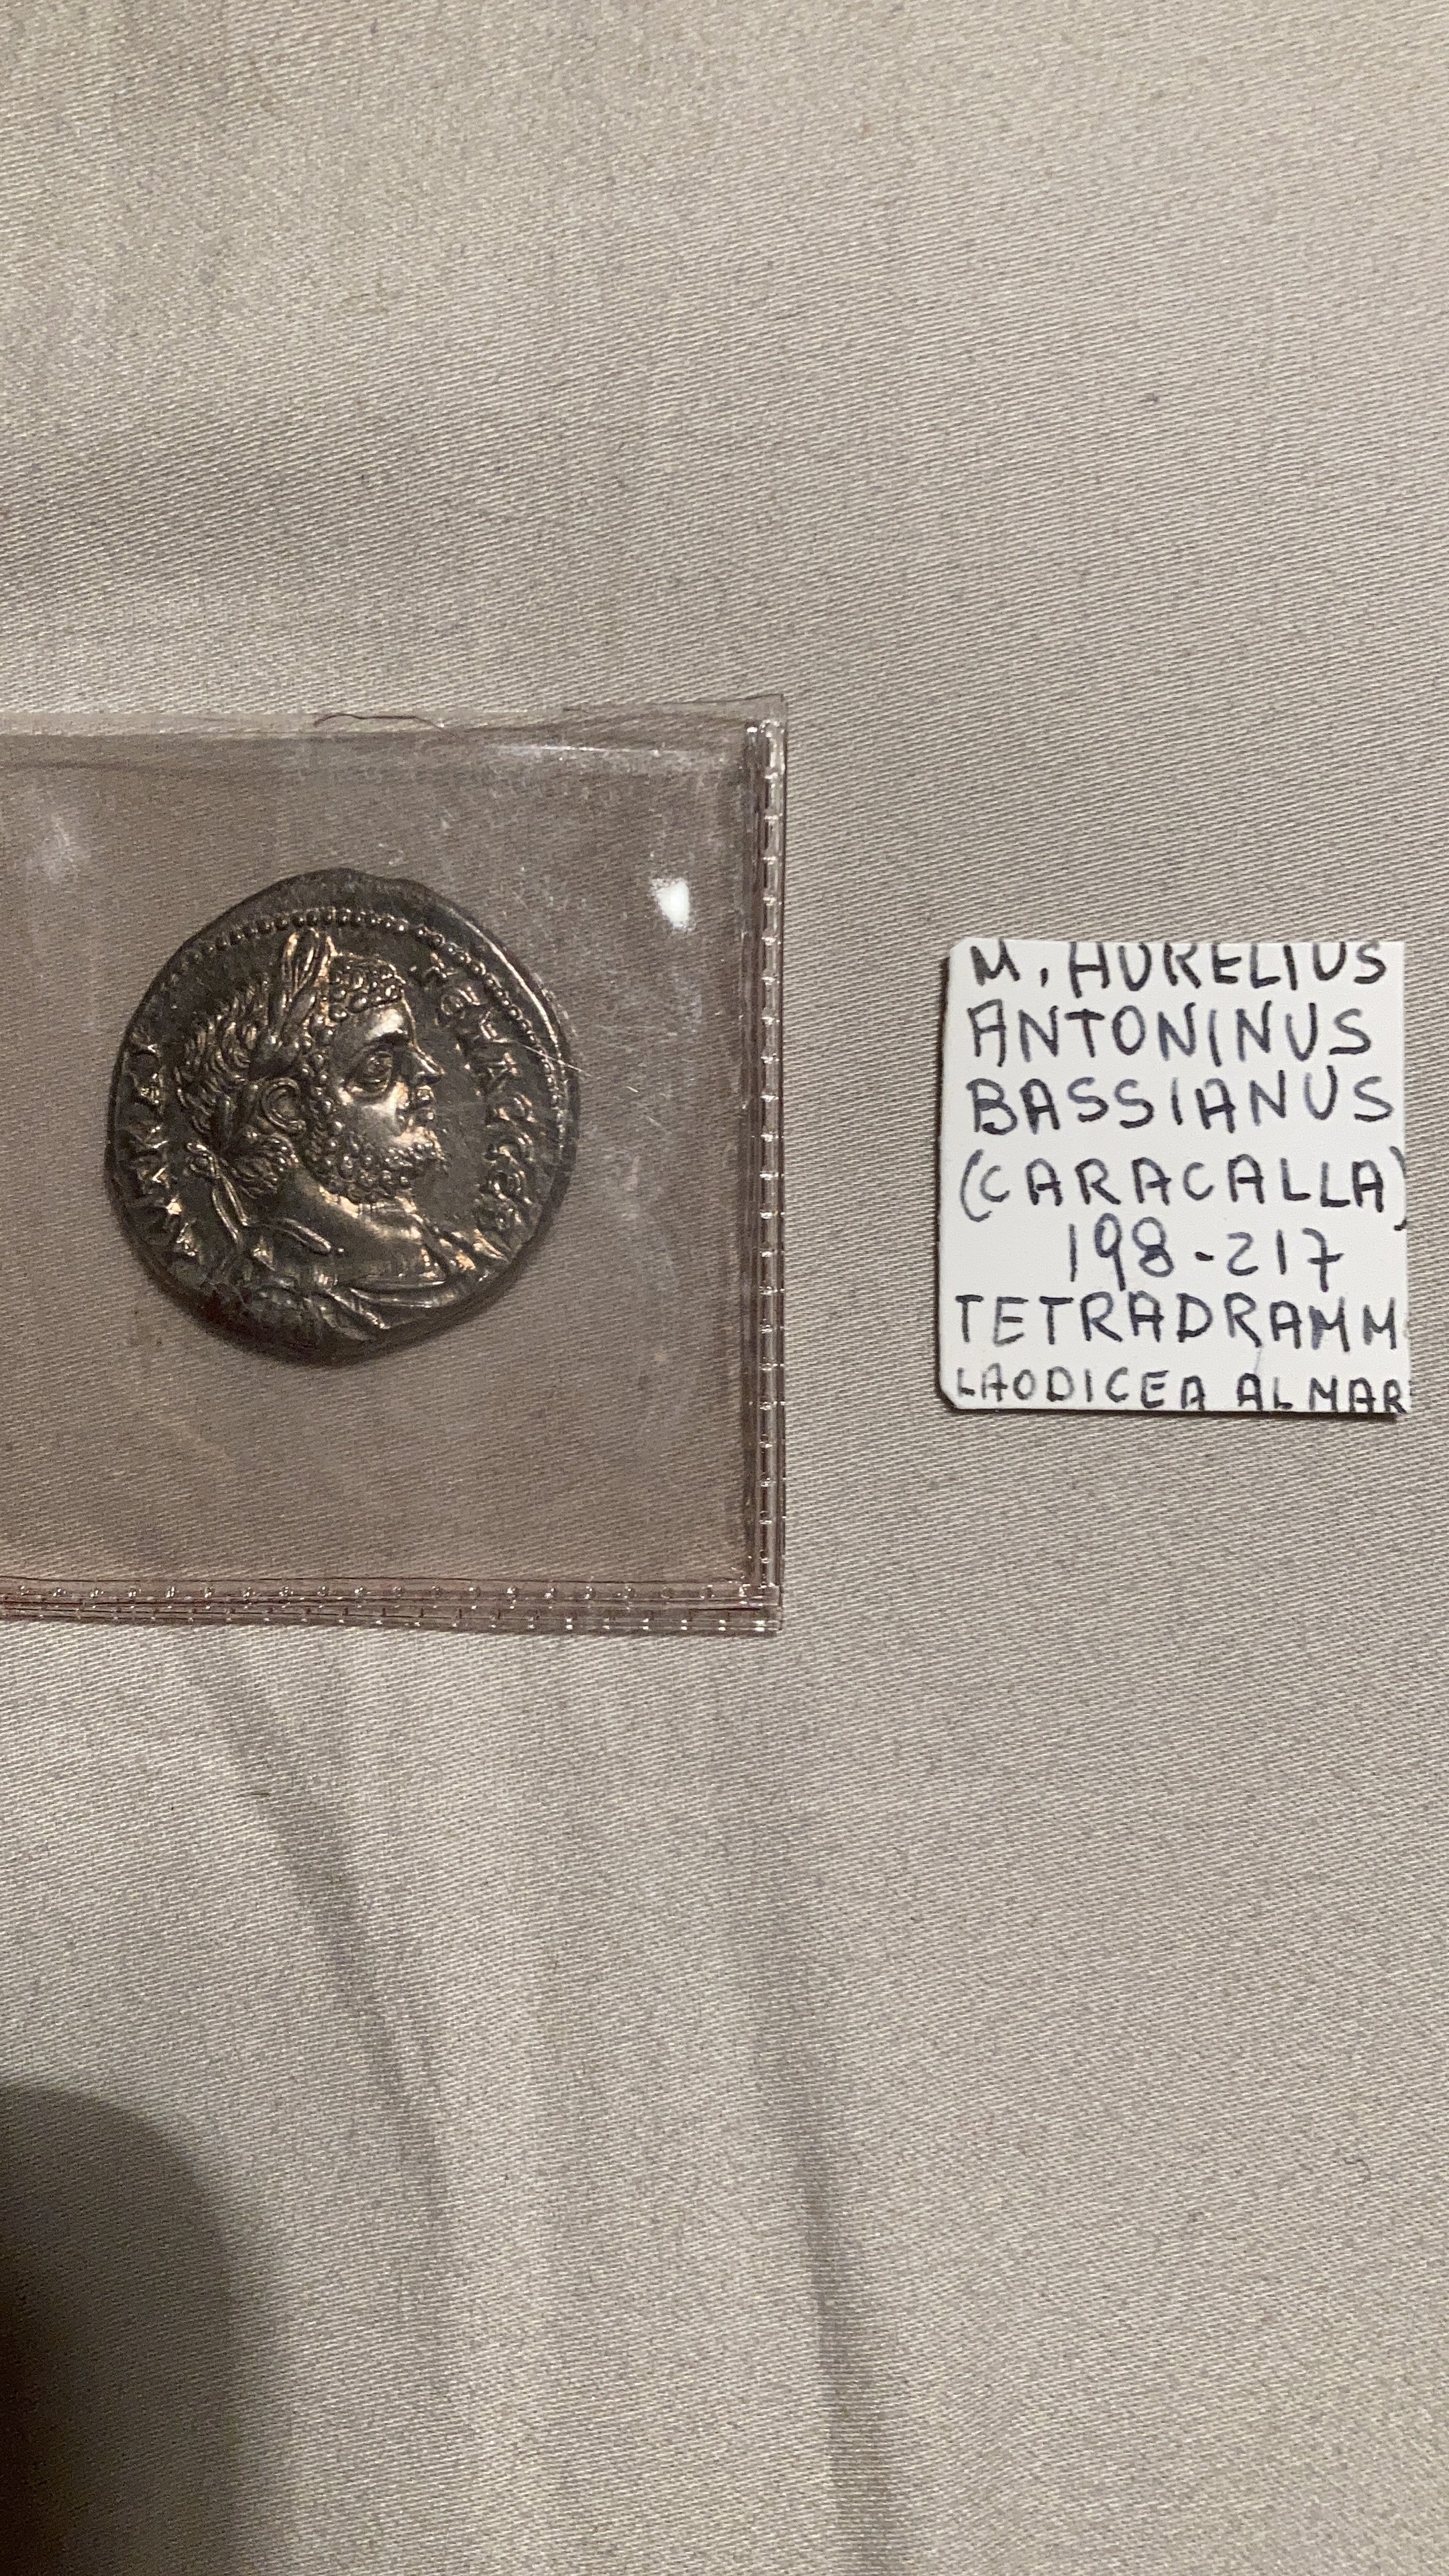 M. AURELIUS
ANTONINUS
BASSIANUS
(CARACALLA)
198-217
TETRADRAMM
LAODICEA AL MAR